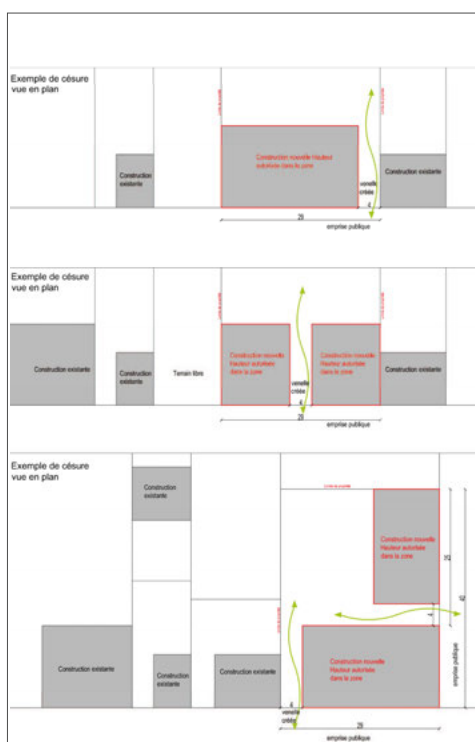 Exemple de césure
vue en plan
Construction
existante
Construction nouvelle Hauteur
autorisée dans la zone
venelle
créée
Construction
existante
4
29
emprise publique
Exemple de césure
vue en plan
Construction existante
Construction
existante
Terrain libre
Construction nouvelle
Hauteur autorisée
dans la zone
venelle
créée
Construction nouvelle
Hauteur autorisée
dans la zone
Construction existante
4
29
emprise publique
Exemple de césure
vue en plan
Construction
existante
Construction nouvelle
Hauteur autorisée
dans la zone
4
42
emprise publique
Construction existante
Construction
existante
Construction existante
Construction nouvelle
Hauteur autorisée
dans la zone
4
venelle
créée
29
emprise publique